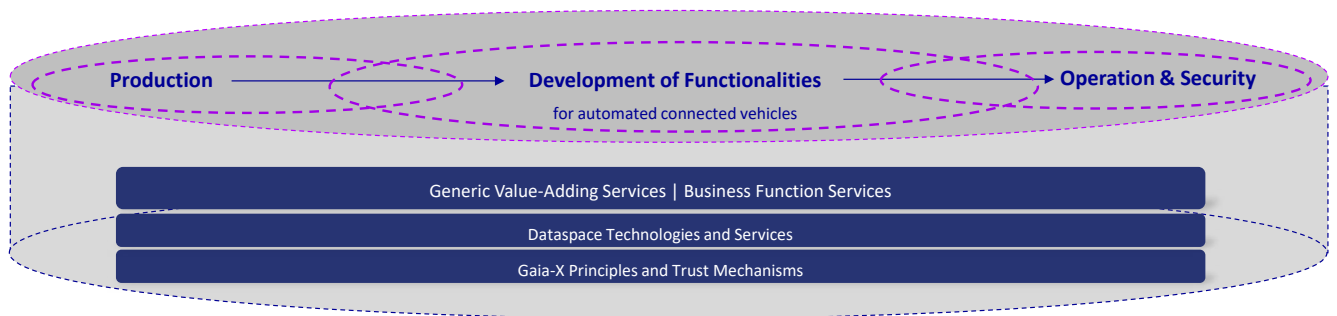 Production
Development of Functionalities
for automated connected vehicles
Operation & Security
Generic Value-Adding Services | Business Function Services
Dataspace Technologies and Services
Gaia-X Principles and Trust Mechanisms